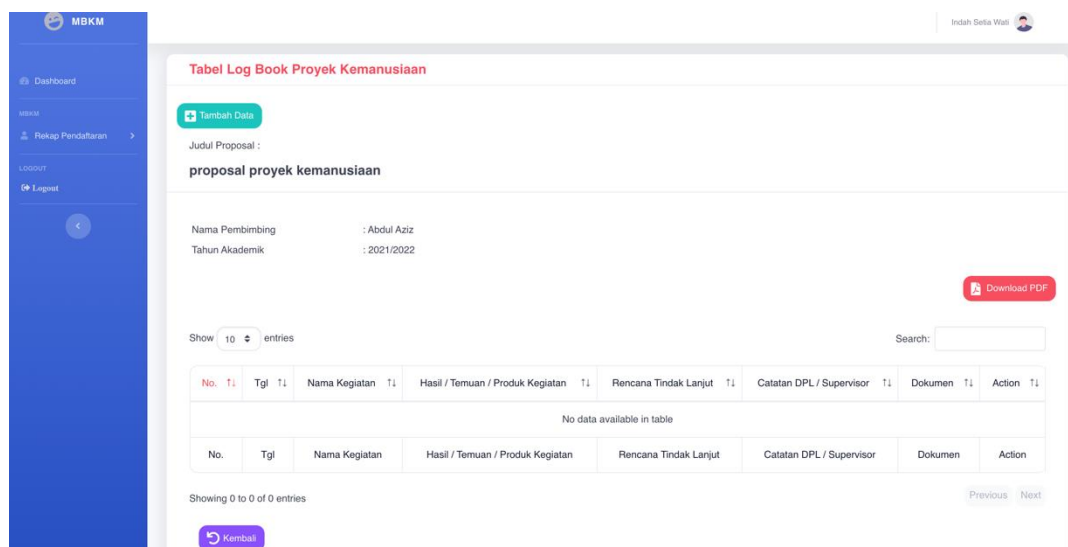 MBKM
Indah Setia Wati
Dashboard
MBKM
Rekap Pendaftaran
LOGOUT
Logout
Tabel Log Book Proyek Kemanusiaan
Tambah Data
Judul Proposal :
proposal proyek kemanusiaan
Nama Pembimbing : Abdul Aziz
Tahun Akademik : 2021/2022
Download PDF
Show 10 entries Search:
No. Tgl Nama Kegiatan Hasil / Temuan / Produk Kegiatan Rencana Tindak Lanjut Catatan DPL / Supervisor Dokumen Action
No data available in table
No. Tgl Nama Kegiatan Hasil / Temuan / Produk Kegiatan Rencana Tindak Lanjut Catatan DPL / Supervisor Dokumen Action
Showing 0 to 0 of 0 entries Previous Next
Kembali